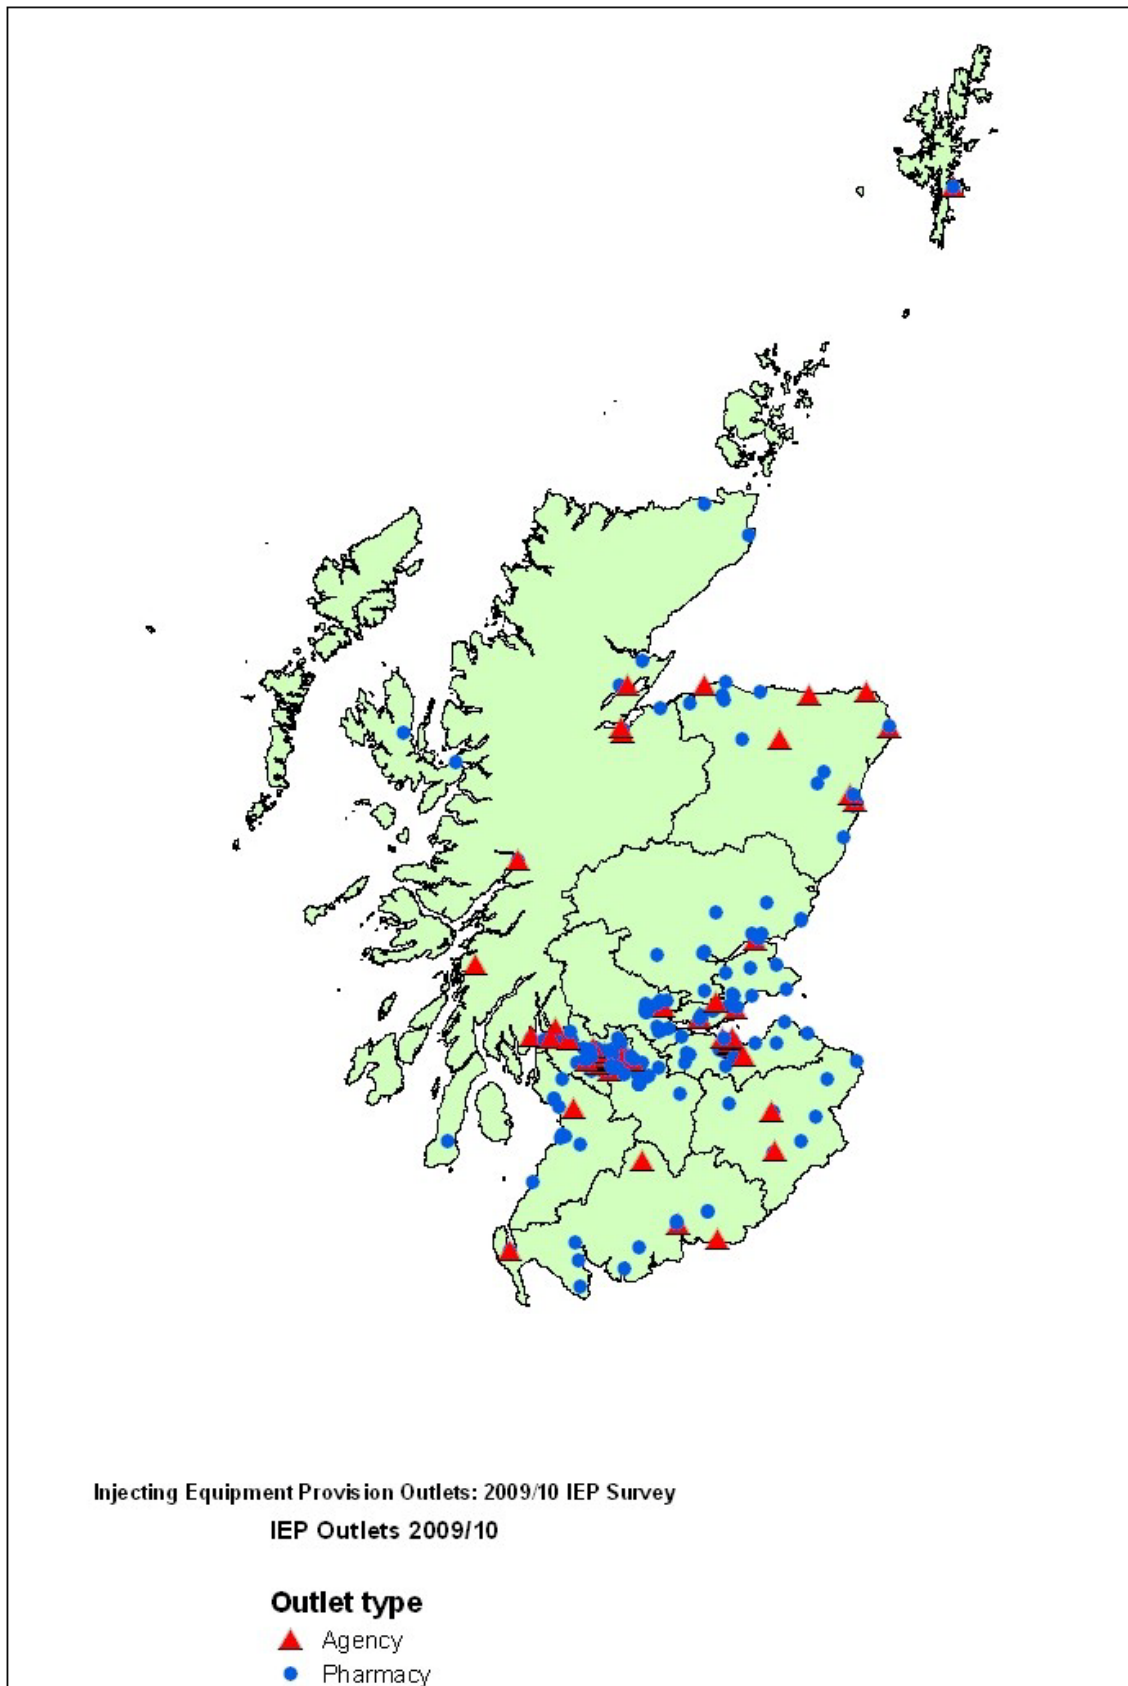 Injecting Equipment Provision Outlets: 2009/10 IEP Survey
IEP Outlets 2009/10
Outlet type
Agency
Pharmacy